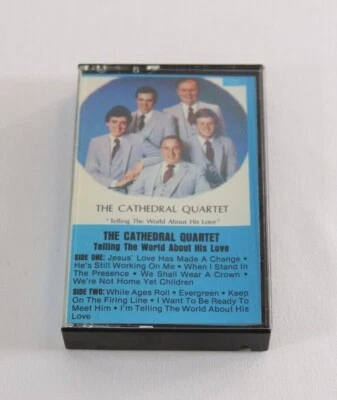 THE CATHEDRAL QUARTET
"Telling The World About His Love"
THE CATHEDRAL QUARTET
Telling The World About His Love
SIDE ONE: Jesus' Love Has Made A Change •
He's Still Working On Me • When I Stand In
The Presence • We Shall Wear A Crown •
We're Not Home Yet Children
SIDE TWO: While Ages Roll • Evergreen • Keep
On The Firing Line • I Want To Be Ready To
Meet Him • I'm Telling The World About His
Love